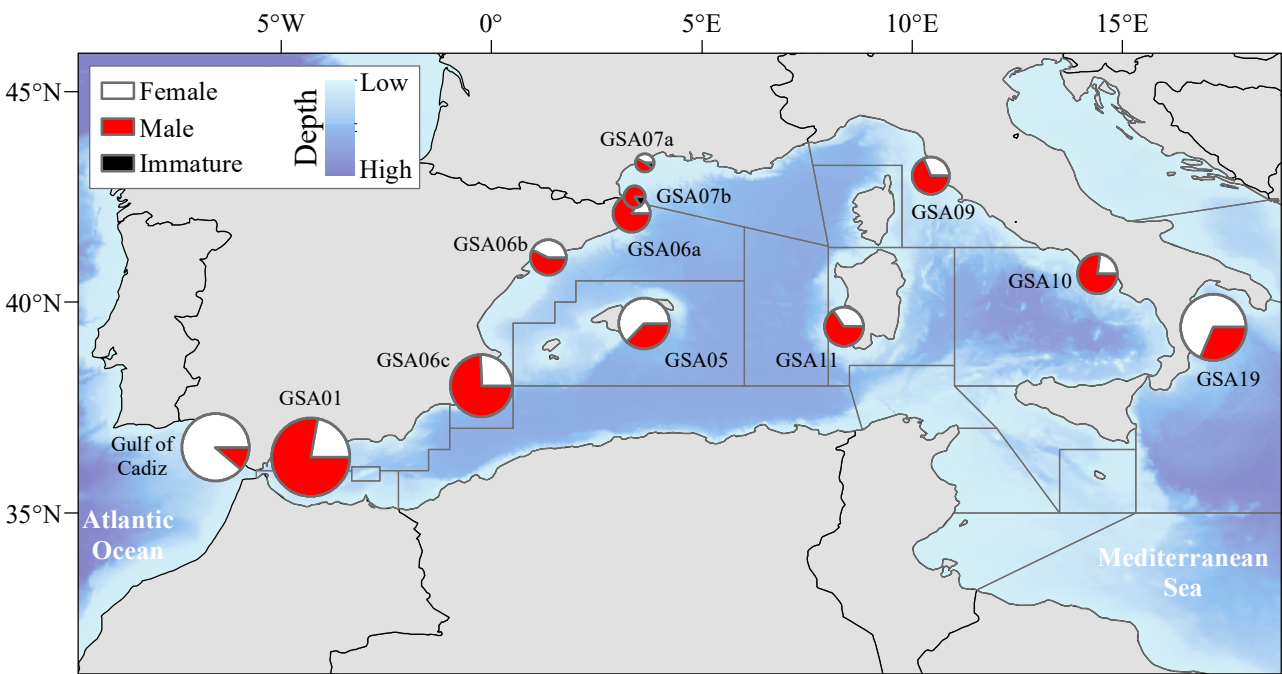 5°W
0°
5°E
10°E
15°E
45°N
40°N
35°N
Female
Male
Immature
Depth
Low
High
GSA07a
GSA07b
GSA06a
GSA06b
GSA09
GSA10
GSA06c
GSA05
GSA11
GSA19
GSA01
Gulf of
Cadiz
Atlantic
Ocean
Mediterranean
Sea